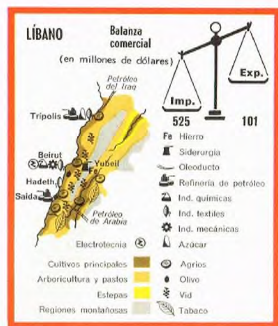 LÍBANO
Balanza
comercial
(en millones de dólares)
Petróleo
del Iraq
Exp.
Imp.
525
101
Trípolis
Beirut
Yubeil
Hadeth
Saida
Petróleo
de Arabia
Fe Hierro
Siderurgia
Oleoducto
Refinería de petróleo
Ind. químicas
Ind. textiles
Ind. mecánicas
Electrotecnia
Azúcar
Cultivos principales
Agrios
Arboricultura y pastos
Olivo
Estepas
Vid
Regiones montañosas
Tabaco